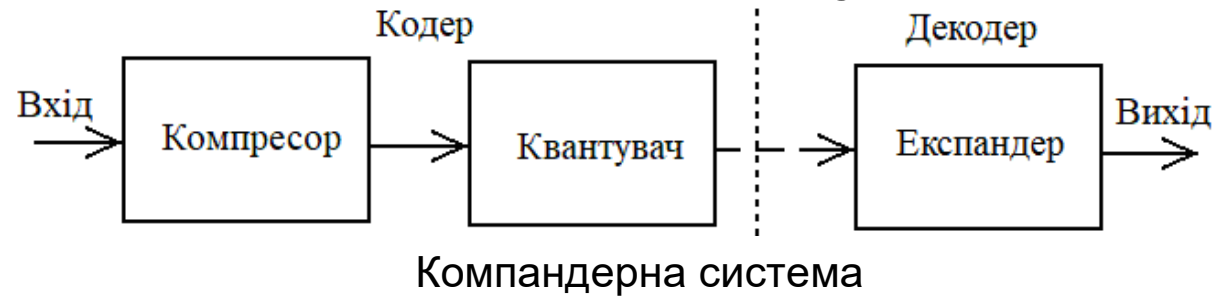 Кодер
Декодер
Вхід
Компресор
Квантувач
Експандер
Вихід
Компандерна система